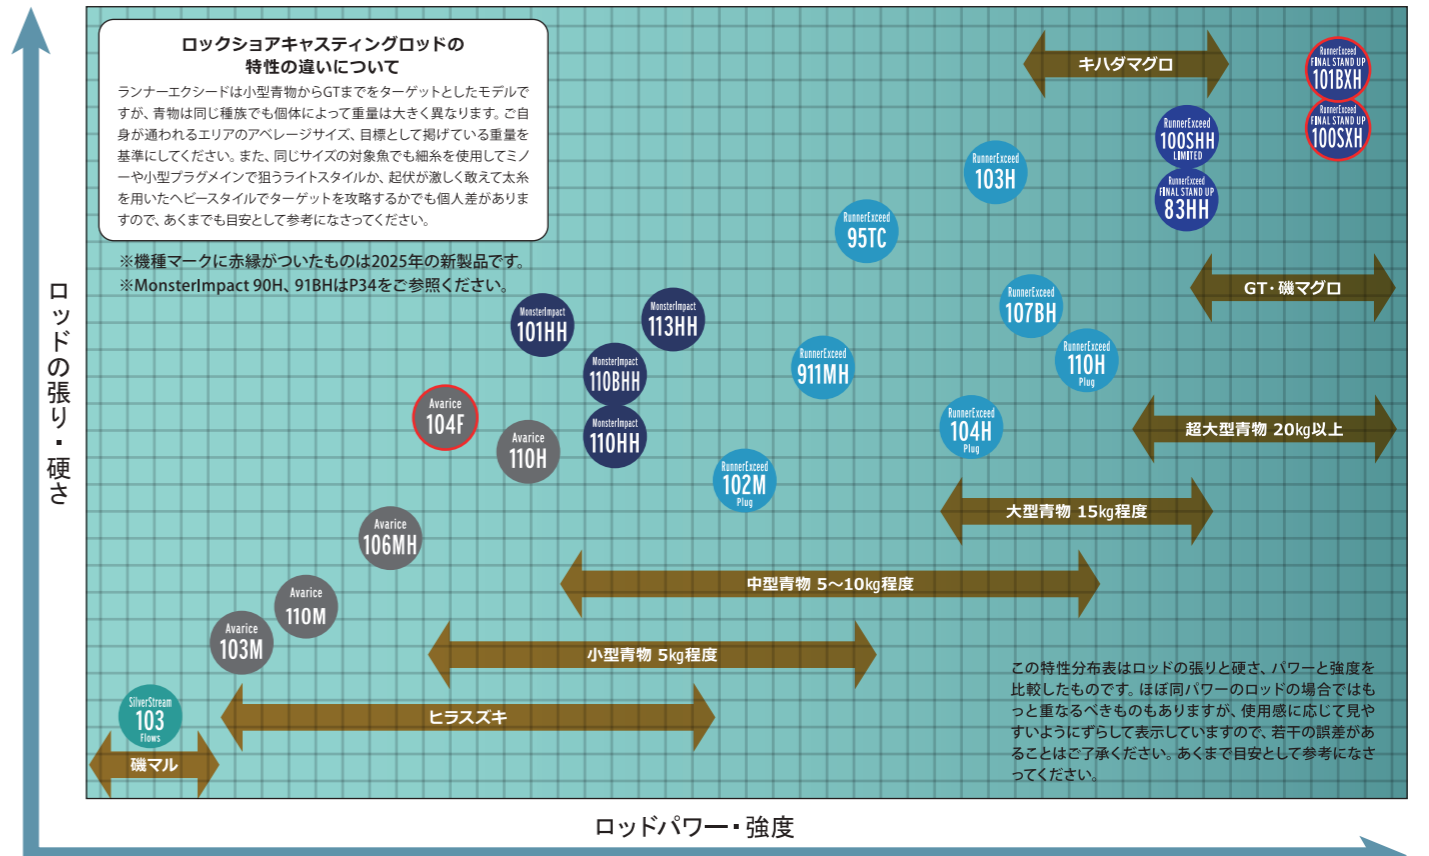 ロックショアキャスティングロッドの
特性の違いについて
ランナーエクシードは小型青物からGTまでをターゲットとしたモデルで
すが、青物は同じ種族でも個体によって重量は大きく異なります。ご自
身が通われるエリアのアベレージサイズ、目標として掲げている重量を
基準にしてください。また、同じサイズの対象魚でも細糸を使用してミノ
ーや小型プラグメインで狙うライトスタイルか、起伏が激しく敢えて太糸
を用いたヘビースタイルでターゲットを攻略するかでも個人差がありま
すので、あくまでも目安として参考になさってください。
※機種マークに赤縁がついたものは2025年の新製品です。
※MonsterImpact 90H、91BHはP34をご参照ください。
キハダマグロ
RunnerExceed
FINAL STAND UP
101BXH
RunnerExceed
FINAL STAND UP
100SXH
RunnerExceed
100SHH
LIMITED
RunnerExceed
FINAL STAND UP
83HH
RunnerExceed
103H
RunnerExceed
95TC
GT・磯マグロ
RunnerExceed
107BH
MonsterImpact
101HH
MonsterImpact
113HH
RunnerExceed
110H
Plug
RunnerExceed
911MH
MonsterImpact
110BHH
MonsterImpact
110HH
Avarice
104F
Avarice
110H
RunnerExceed
104H
Plug
超大型青物 20kg以上
RunnerExceed
102M
Plug
大型青物 15kg程度
Avarice
106MH
中型青物 5〜10kg程度
Avarice
110M
Avarice
103M
小型青物 5kg程度
SilverStream
103
Flows
ヒラスズキ
磯マル
この特性分布表はロッドの張りと硬さ、パワーと強度を
比較したものです。ほぼ同パワーのロッドの場合ではも
っと重なるべきものもありますが、使用感に応じて見や
すいようにずらして表示していますので、若干の誤差があ
ることはご了承ください。あくまで目安として参考になさ
ってください。
ロッドの張り・硬さ
ロッドパワー・強度